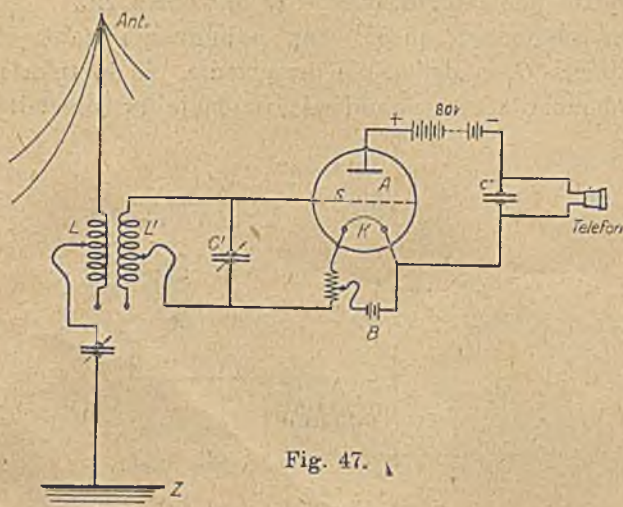 Ant.
80v
+ −
A
S
K
C''
Telefon
L L'
C'
B
Z
Fig. 47.